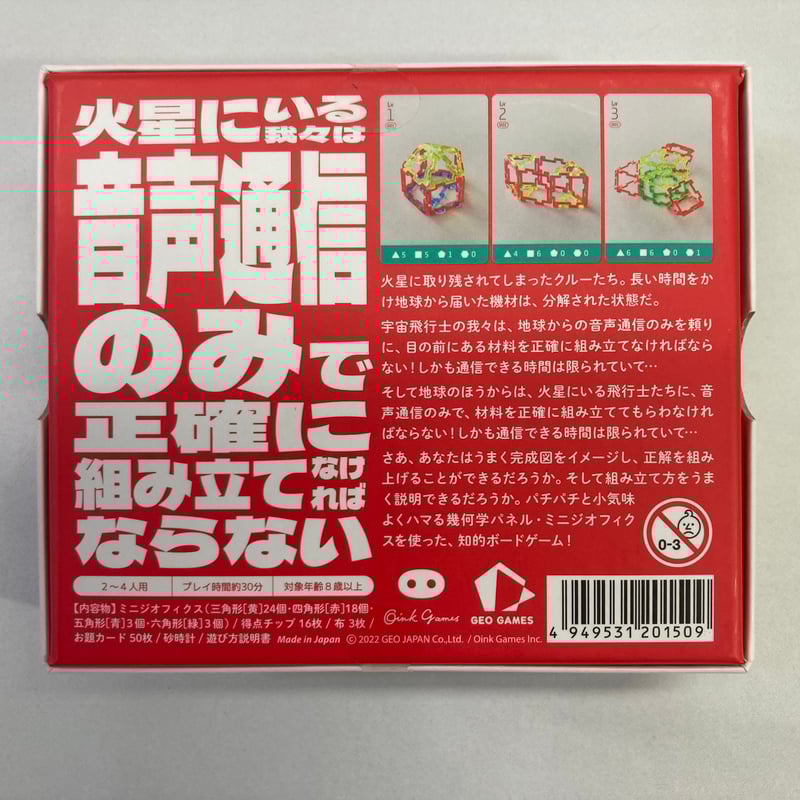 火星にいる
我々は
音声通信
のみで
正確に
組み立て
なければ
ならない
Lv
1
Lv
2
Lv
3
▲5 ■5 ⬟1 ⬢0
▲4 ■6 ⬟0 ⬢0
▲6 ■6 ⬟0 ⬢1
火星に取り残されてしまったクルーたち。長い時間をか
け地球から届いた機材は、分解された状態だ。
宇宙飛行士の我々は、地球からの音声通信のみを頼り
に、目の前にある材料を正確に組み立てなければなら
ない!しかも通信できる時間は限られていて…
そして地球のほうからは、火星にいる飛行士たちに、音
声通信のみで、材料を正確に組み立ててもらわなけれ
ばならない!しかも通信できる時間は限られていて…
さあ、あなたはうまく完成図をイメージし、正解を組み
上げることができるだろうか。そして組み立て方をうま
く説明できるだろうか。パチパチと小気味
よくハマる幾何学パネル・ミニジオフィク
スを使った、知的ボードゲーム!
0-3
2〜4人用 プレイ時間約30分 対象年齢8歳以上
【内容物】ミニジオフィクス(三角形[黄]24個・四角形[赤]18個・
五角形[青]3個・六角形[緑]3個)/得点チップ 16枚/布 3枚/
お題カード 50枚/砂時計/遊び方説明書 Made in Japan
Oink Games
GEO GAMES
© 2022 GEO JAPAN Co.,Ltd. / Oink Games Inc.
4 949531 201509